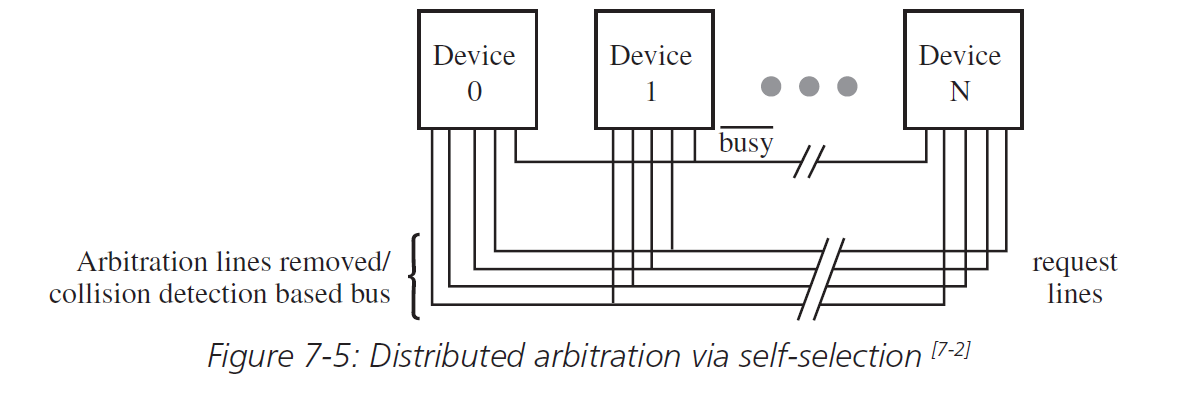 Device
0
Device
1
Device
N
busy
Arbitration lines removed/
collision detection based bus
request
lines
Figure 7-5: Distributed arbitration via self-selection [7-2]